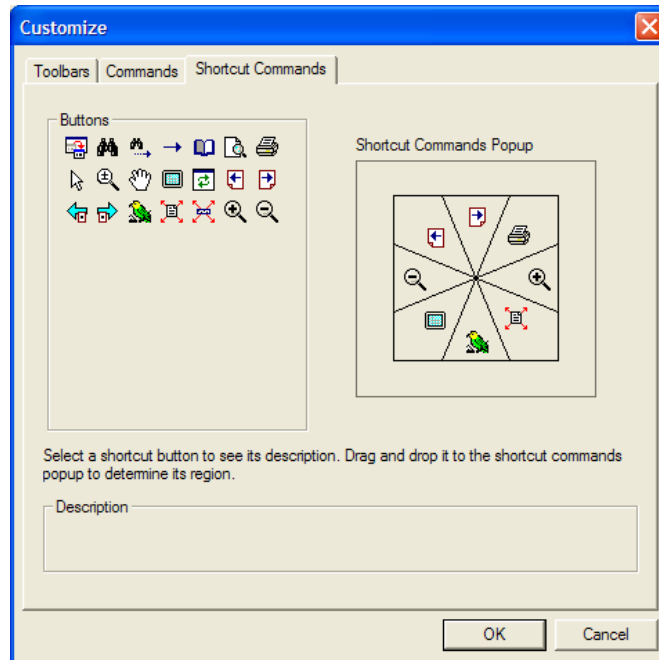 Customize
Toolbars
Commands
Shortcut Commands
Buttons
Shortcut Commands Popup
Select a shortcut button to see its description. Drag and drop it to the shortcut commands
popup to determine its region.
Description
OK
Cancel